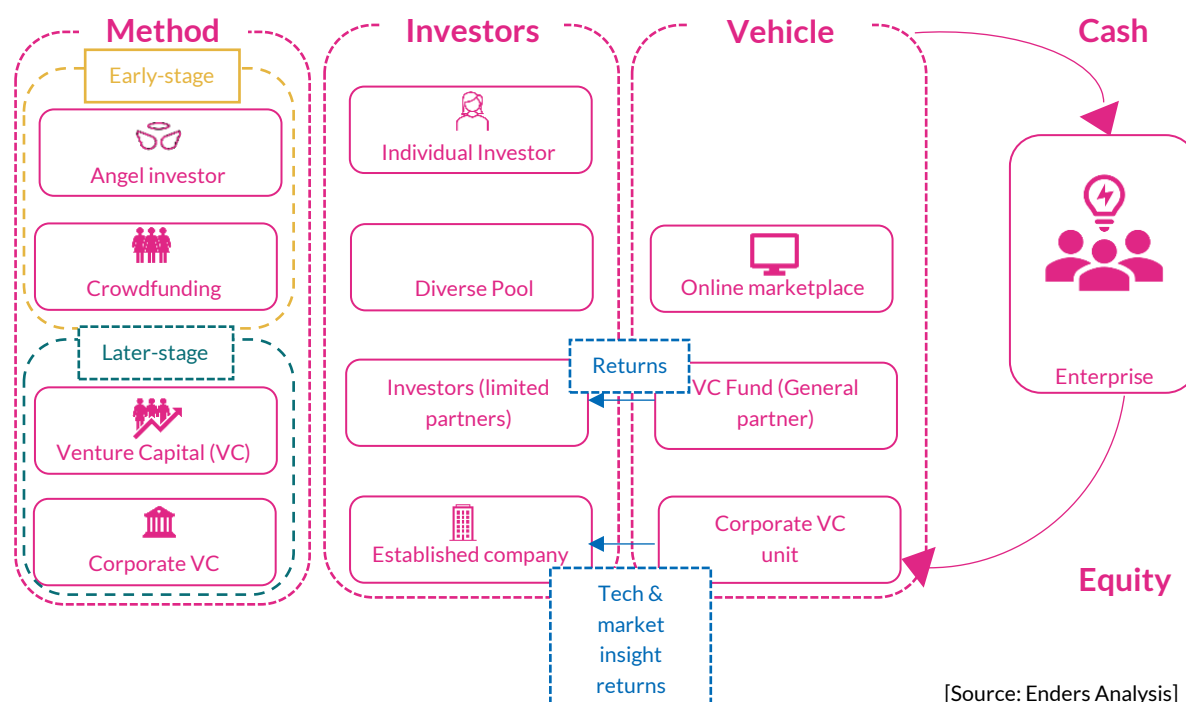 Method
Investors
Vehicle
Cash
Early-stage
Angel investor
Individual Investor
Crowdfunding
Diverse Pool
Online marketplace
Later-stage
Returns
Enterprise
Venture Capital (VC)
Investors (limited
partners)
VC Fund (General
partner)
Corporate VC
Established company
Corporate VC
unit
Tech &
market
insight
returns
Equity
[Source: Enders Analysis]